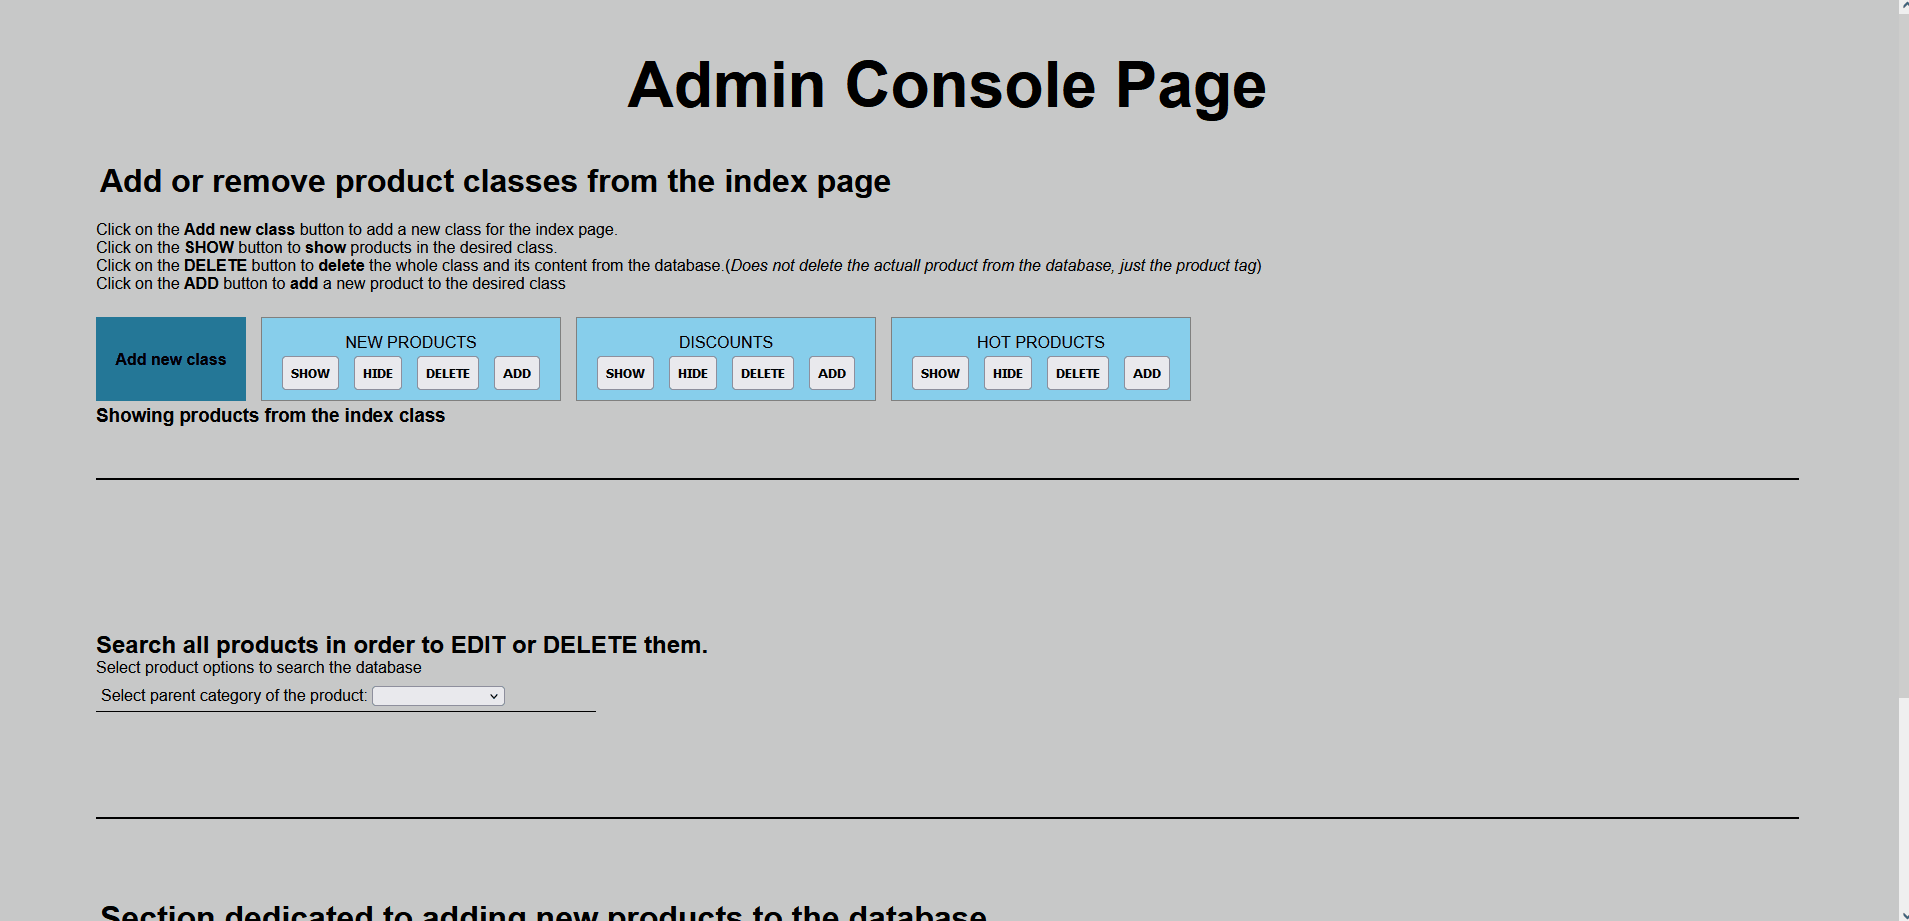 Admin Console Page
Add or remove product classes from the index page
Click on the Add new class button to add a new class for the index page.
Click on the SHOW button to show products in the desired class.
Click on the DELETE button to delete the whole class and its content from the database.(Does not delete the actuall product from the database, just the product tag)
Click on the ADD button to add a new product to the desired class
Add new class
NEW PRODUCTS
SHOW HIDE DELETE ADD
DISCOUNTS
SHOW HIDE DELETE ADD
HOT PRODUCTS
SHOW HIDE DELETE ADD
Showing products from the index class
Search all products in order to EDIT or DELETE them.
Select product options to search the database
Select parent category of the product:
Section dedicated to adding new products to the database